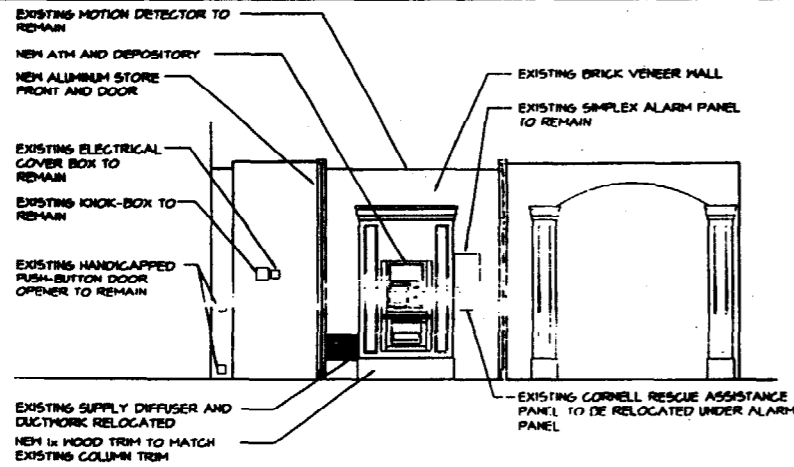 EXISTING MOTION DETECTOR TO
REMAIN
NEW ATM AND DEPOSITORY
NEW ALUMINUM STORE
FRONT AND DOOR
EXISTING ELECTRICAL
COVER BOX TO
REMAIN
EXISTING KNOK-BOX TO
REMAIN
EXISTING HANDICAPPED
PUSH-BUTTON DOOR
OPENER TO REMAIN
EXISTING SUPPLY DIFFUSER AND
DUCTWORK RELOCATED
NEW 1x WOOD TRIM TO MATCH
EXISTING COLUMN TRIM
EXISTING BRICK VENEER WALL
EXISTING SIMPLEX ALARM PANEL
TO REMAIN
EXISTING CORNELL RESCUE ASSISTANCE
PANEL TO BE RELOCATED UNDER ALARM
PANEL